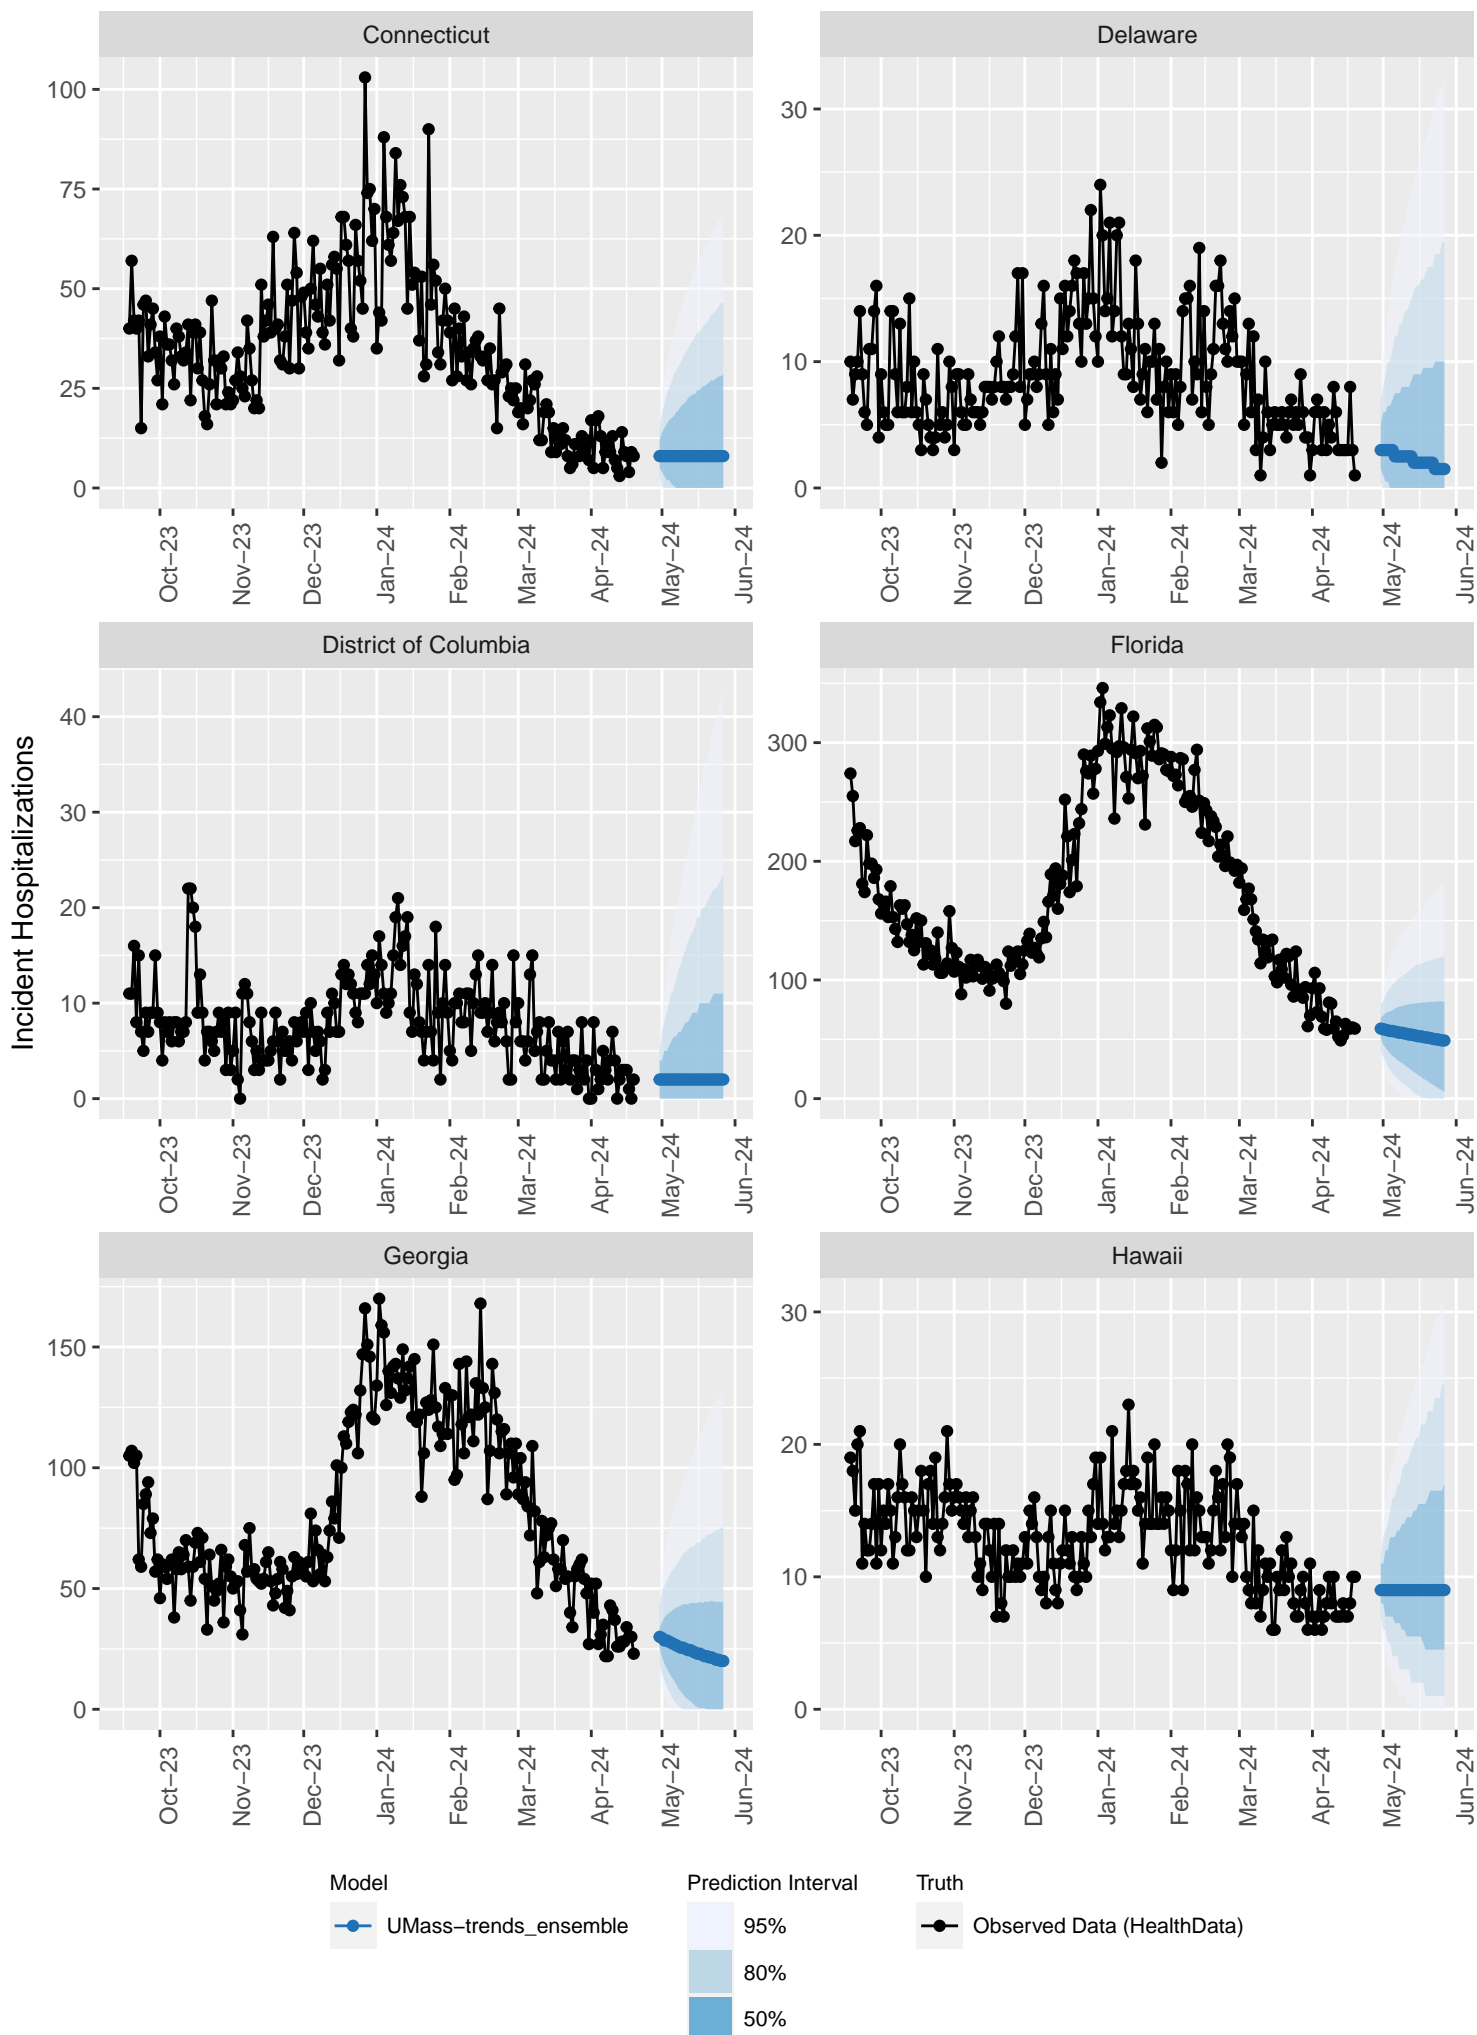 Connecticut
Delaware
100
75
50
25
0
30
20
10
0
Oct−23
Nov−23
Dec−23
Jan−24
Feb−24
Mar−24
Apr−24
May−24
Jun−24
Oct−23
Nov−23
Dec−23
Jan−24
Feb−24
Mar−24
Apr−24
May−24
Jun−24
Incident Hospitalizations
District of Columbia
Florida
40
30
20
10
0
300
200
100
0
Oct−23
Nov−23
Dec−23
Jan−24
Feb−24
Mar−24
Apr−24
May−24
Jun−24
Oct−23
Nov−23
Dec−23
Jan−24
Feb−24
Mar−24
Apr−24
May−24
Jun−24
Georgia
Hawaii
150
100
50
0
30
20
10
0
Oct−23
Nov−23
Dec−23
Jan−24
Feb−24
Mar−24
Apr−24
May−24
Jun−24
Oct−23
Nov−23
Dec−23
Jan−24
Feb−24
Mar−24
Apr−24
May−24
Jun−24
Model
UMass−trends_ensemble
Prediction Interval
95%
80%
50%
Truth
Observed Data (HealthData)